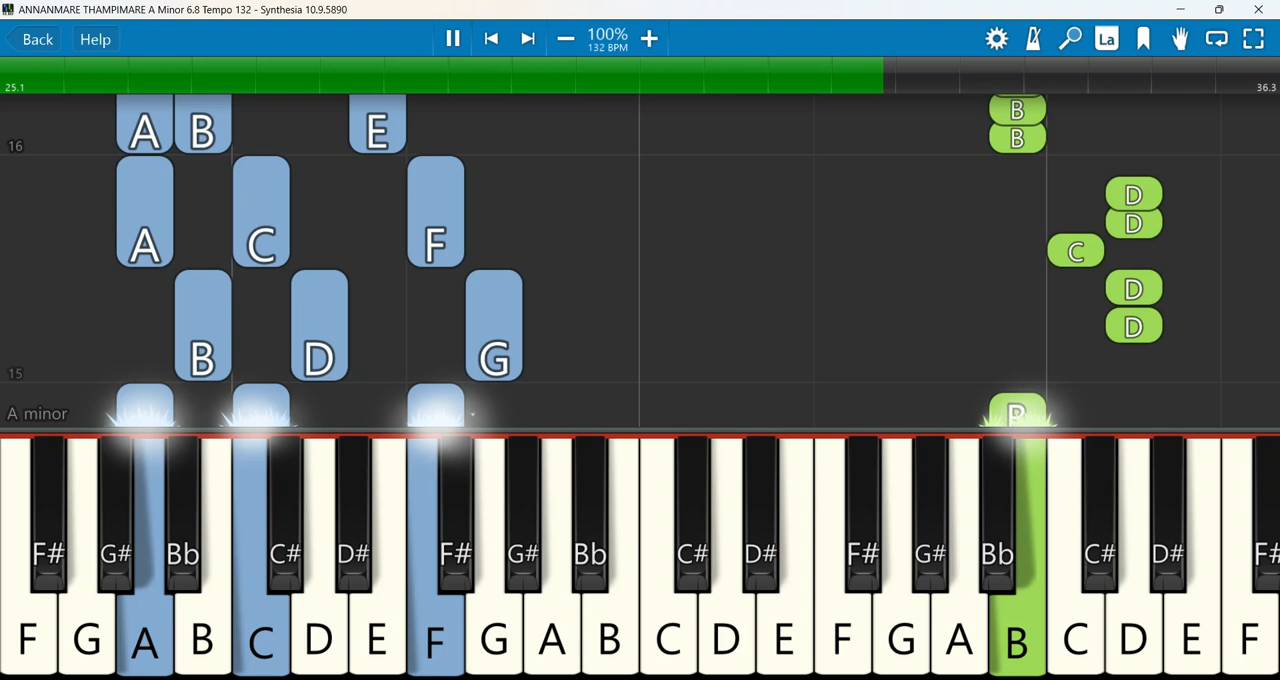 ANNANMARE THAMPIMARE A Minor 6.8 Tempo 132 - Synthesia 10.9.5890
Back Help 100% La
132 BPM
25.1 36.3
B
A B E B
16
D
D
A C F C
D
D
B D G
15
A minor B
F# G# Bb C# D# F# G# Bb C# D# F# G# Bb C# D# F#
F G A B C D E F G A B C D E F G A B C D E F